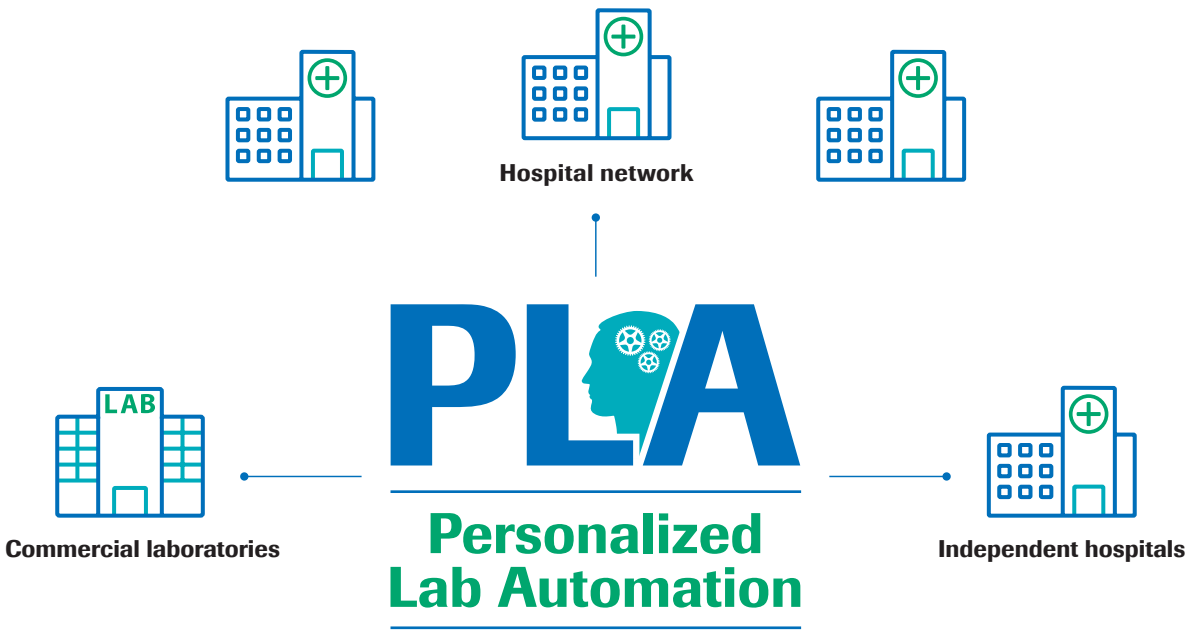 Hospital network
PLA
LAB
Commercial laboratories
Independent hospitals
Personalized
Lab Automation